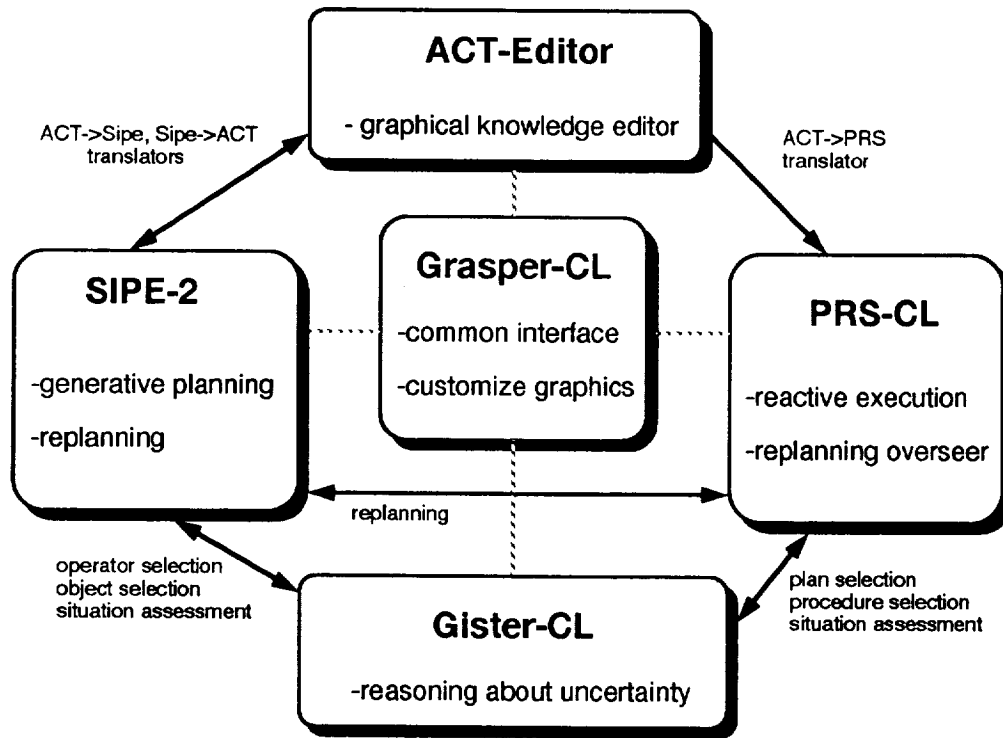 ACT-Editor
- graphical knowledge editor
ACT->Sipe, Sipe->ACT
translators
ACT->PRS
translator
SIPE-2
-generative planning
-replanning
Grasper-CL
-common interface
-customize graphics
PRS-CL
-reactive execution
-replanning overseer
replanning
operator selection
object selection
situation assessment
plan selection
procedure selection
situation assessment
Gister-CL
-reasoning about uncertainty